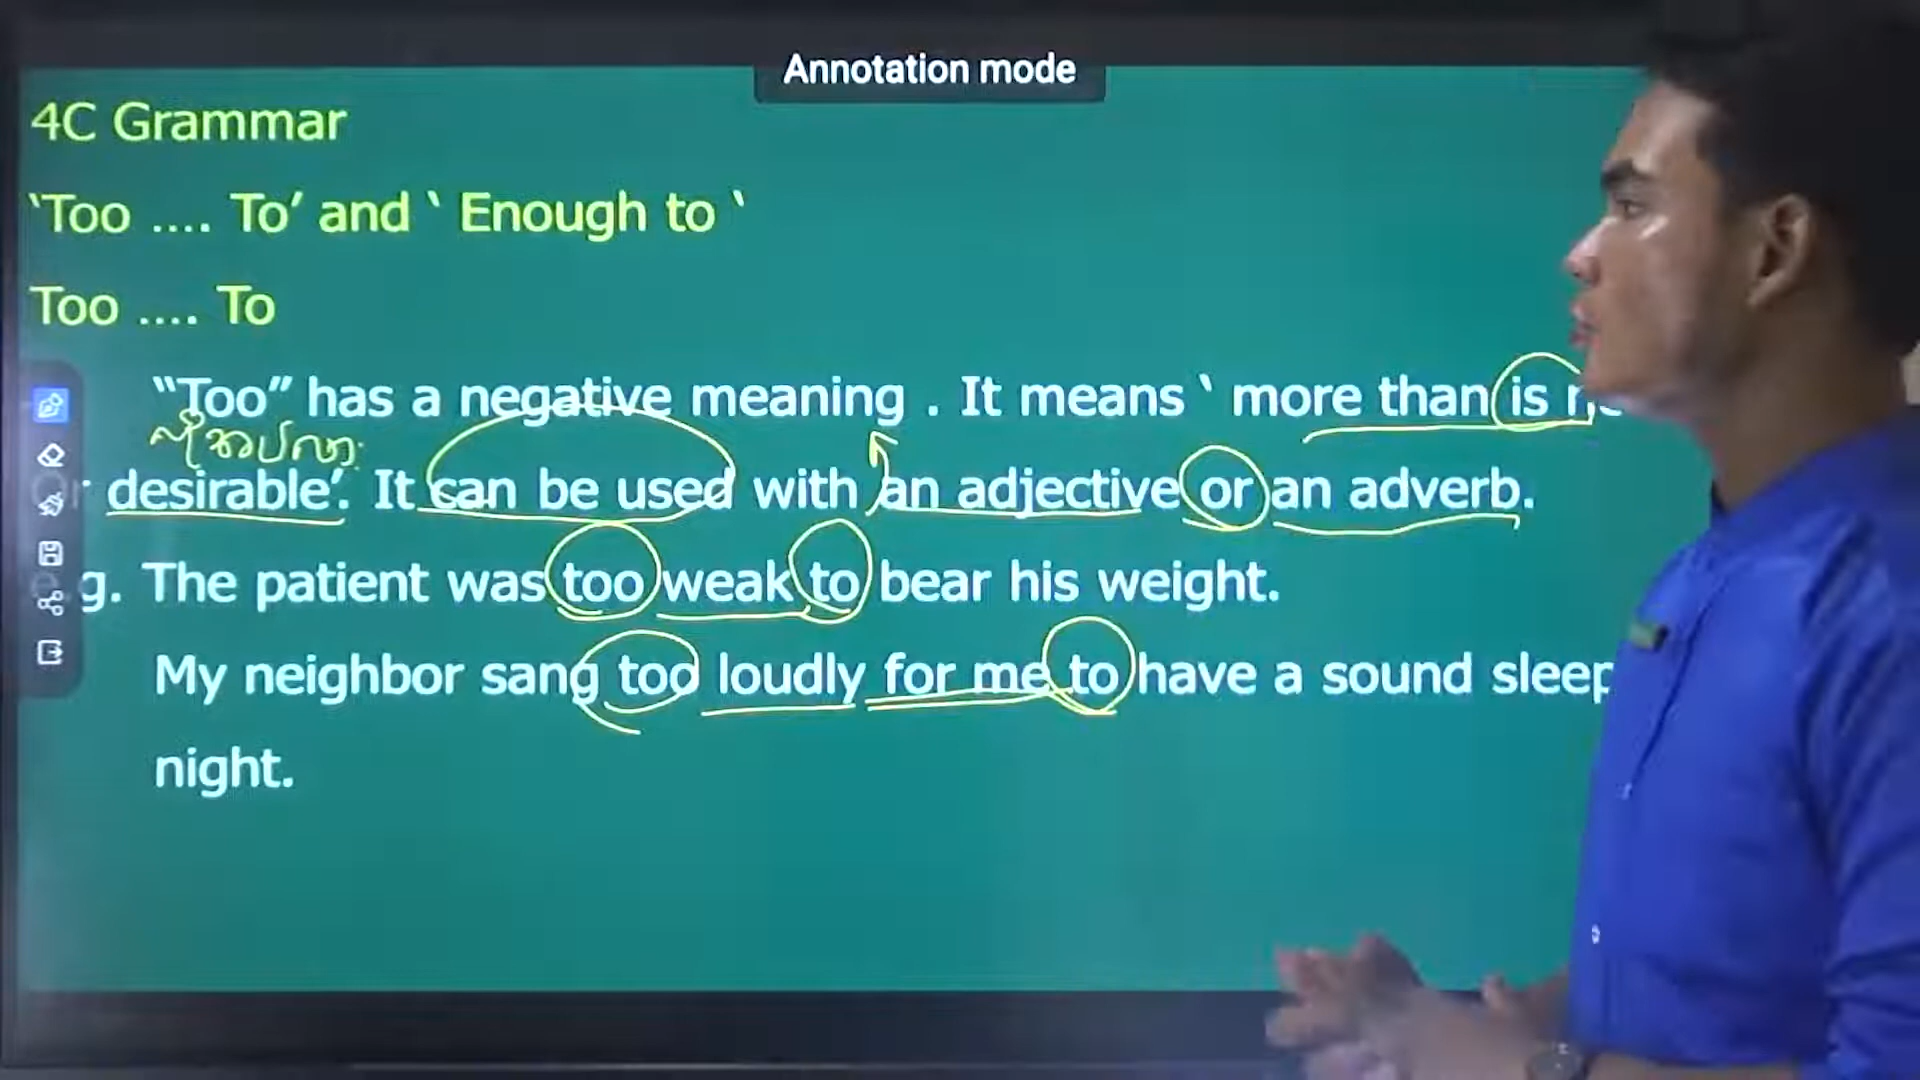 Annotation mode
4C Grammar
‘Too .... To’ and ‘ Enough to ‘
Too .... To
“Too” has a negative meaning . It means ‘ more than is
desirable’. It can be used with an adjective or an adverb.
g. The patient was too weak to bear his weight.
My neighbor sang too loudly for me to have a sound sleep
night.